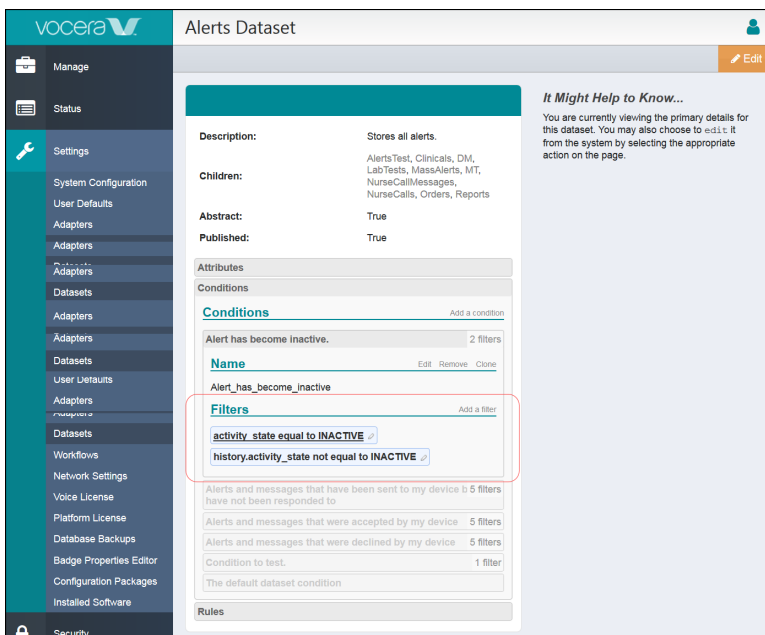 vocera
Alerts Dataset
Edit
Manage
Status
Settings
System Configuration
User Defaults
Adapters
Adapters
Datasets
Adapters
Datasets
Adapters
Adapters
Datasets
User Defaults
Adapters
Adapters
Datasets
Workflows
Network Settings
Voice License
Platform License
Database Backups
Badge Properties Editor
Configuration Packages
Installed Software
Security
Description: Stores all alerts.
Children: AlertsTest, Clinicals, DM,
LabTests, MassAlerts, MT,
NurseCallMessages,
NurseCalls, Orders, Reports
Abstract: True
Published: True
Attributes
Conditions
Conditions Add a condition
Alert has become inactive. 2 filters
Name Edit Remove Clone
Alert_has_become_inactive
Filters Add a filter
activity_state equal to INACTIVE
history.activity_state not equal to INACTIVE
Alerts and messages that have been sent to my device b 5 filters
have not been responded to
Alerts and messages that were accepted by my device 5 filters
Alerts and messages that were declined by my device 5 filters
Condition to test. 1 filter
The default dataset condition
Rules
It Might Help to Know...
You are currently viewing the primary details for
this dataset. You may also choose to edit it
from the system by selecting the appropriate
action on the page.